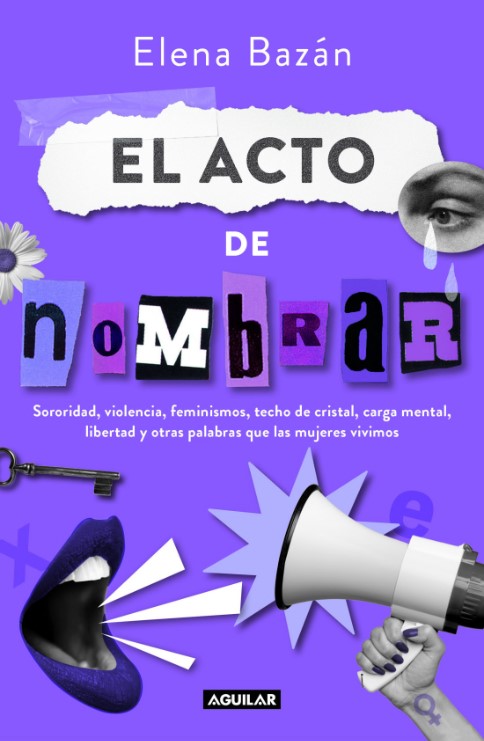 Elena Bazán
EL ACTO
DE
nOMbRaR
Sororidad, violencia, feminismos, techo de cristal, carga mental,
libertad y otras palabras que las mujeres vivimos
x
e
AGUILAR